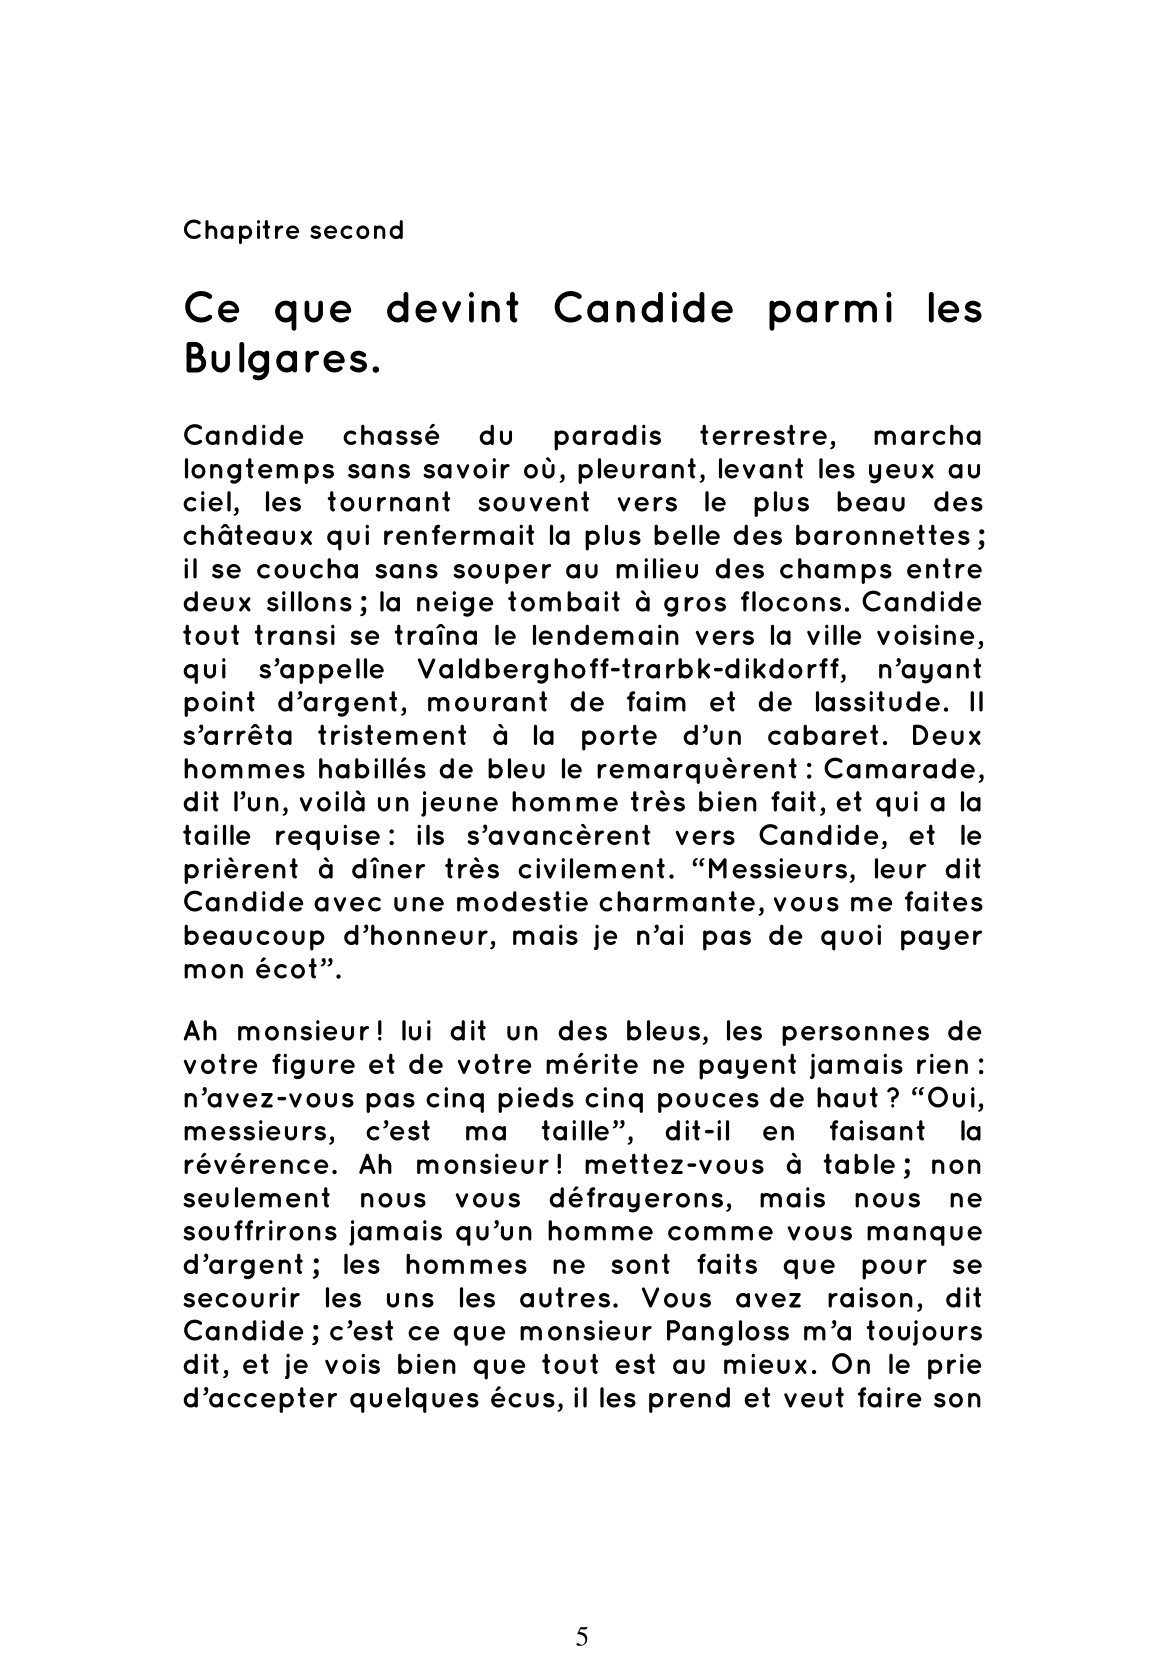 Chapitre second
Ce que devint Candide parmi les
Bulgares.
Candide chassé du paradis terrestre, marcha
longtemps sans savoir où, pleurant, levant les yeux au
ciel, les tournant souvent vers le plus beau des
châteaux qui renfermait la plus belle des baronnettes ;
il se coucha sans souper au milieu des champs entre
deux sillons ; la neige tombait à gros flocons. Candide
tout transi se traîna le lendemain vers la ville voisine,
qui s’appelle Valdberghoff-trarbk-dikdorff, n’ayant
point d’argent, mourant de faim et de lassitude. Il
s’arrêta tristement à la porte d’un cabaret. Deux
hommes habillés de bleu le remarquèrent : Camarade,
dit l’un, voilà un jeune homme très bien fait, et qui a la
taille requise : ils s’avancèrent vers Candide, et le
prièrent à dîner très civilement. “Messieurs, leur dit
Candide avec une modestie charmante, vous me faites
beaucoup d’honneur, mais je n’ai pas de quoi payer
mon écot”.
Ah monsieur ! lui dit un des bleus, les personnes de
votre figure et de votre mérite ne payent jamais rien :
n’avez-vous pas cinq pieds cinq pouces de haut ? “Oui,
messieurs, c’est ma taille”, dit-il en faisant la
révérence. Ah monsieur ! mettez-vous à table ; non
seulement nous vous défrayerons, mais nous ne
souffrirons jamais qu’un homme comme vous manque
d’argent ; les hommes ne sont faits que pour se
secourir les uns les autres. Vous avez raison, dit
Candide ; c’est ce que monsieur Pangloss m’a toujours
dit, et je vois bien que tout est au mieux. On le prie
d’accepter quelques écus, il les prend et veut faire son
5